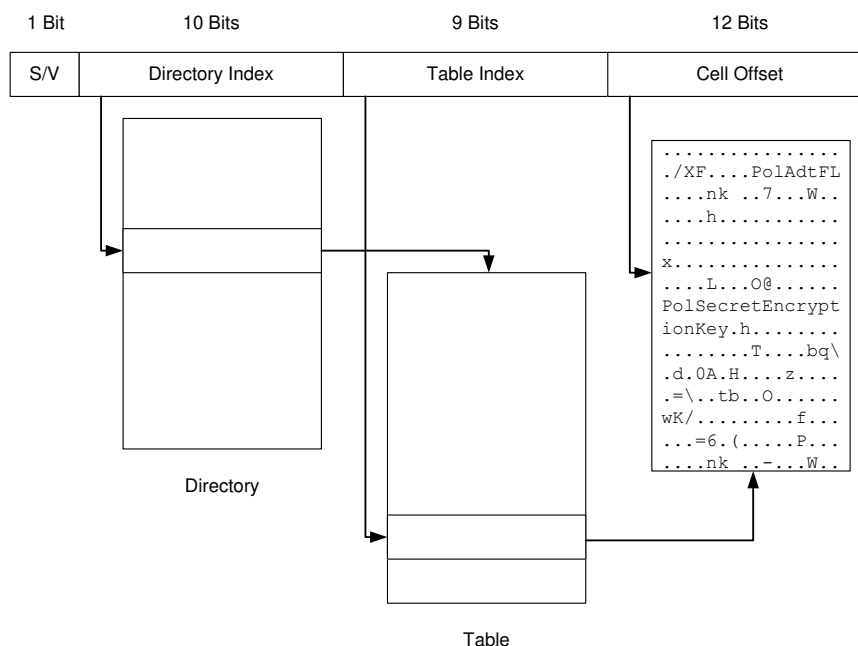 1 Bit 10 Bits 9 Bits 12 Bits
S/V Directory Index Table Index Cell Offset
................
./XF....PolAdtFL
....nk ..7...W..
....h...........
................
x...............
....L...O@......
PolSecretEncrypt
ionKey.h........
........T....bq\
.d.0A.H....z....
.=\..tb..O......
wK/.........f...
...=6.(.....P...
....nk ..-...W..
Directory
Table